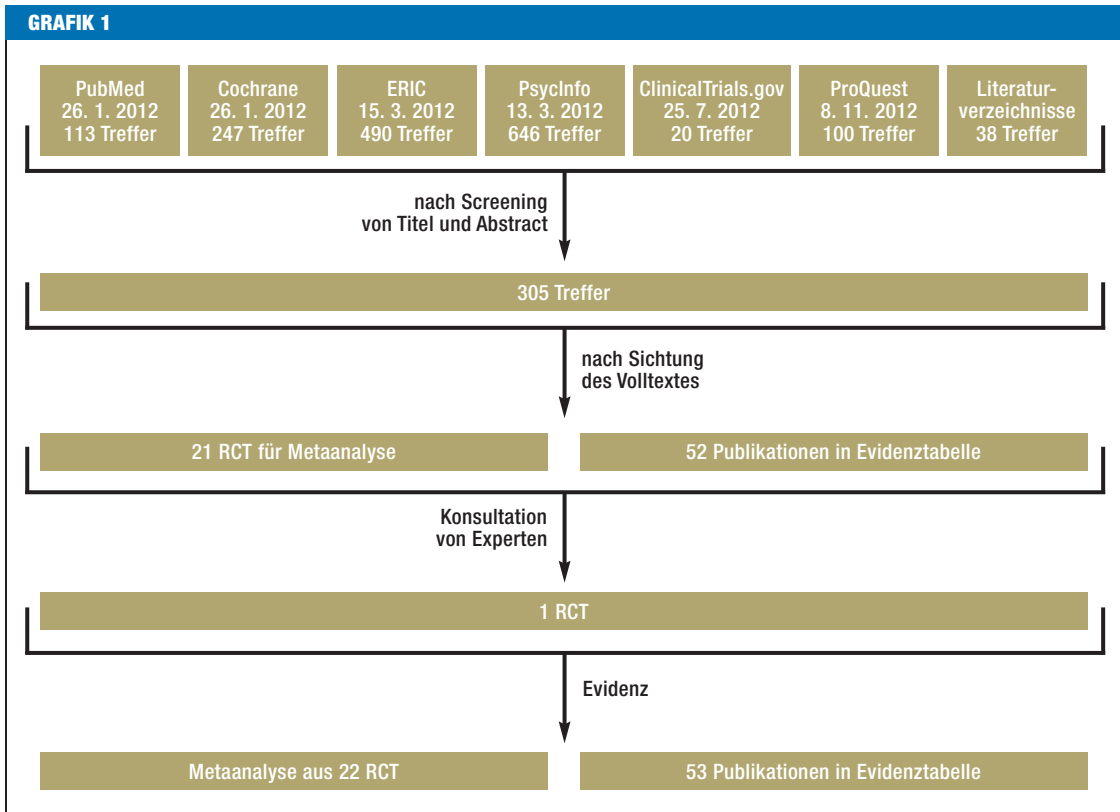 GRAFIK 1
PubMed
26. 1. 2012
113 Treffer
Cochrane
26. 1. 2012
247 Treffer
ERIC
15. 3. 2012
490 Treffer
PsycInfo
13. 3. 2012
646 Treffer
ClinicalTrials.gov
25. 7. 2012
20 Treffer
ProQuest
8. 11. 2012
100 Treffer
Literatur-
verzeichnisse
38 Treffer
nach Screening
von Titel und Abstract
305 Treffer
nach Sichtung
des Volltextes
21 RCT für Metaanalyse
52 Publikationen in Evidenztabelle
Konsultation
von Experten
1 RCT
Evidenz
Metaanalyse aus 22 RCT
53 Publikationen in Evidenztabelle